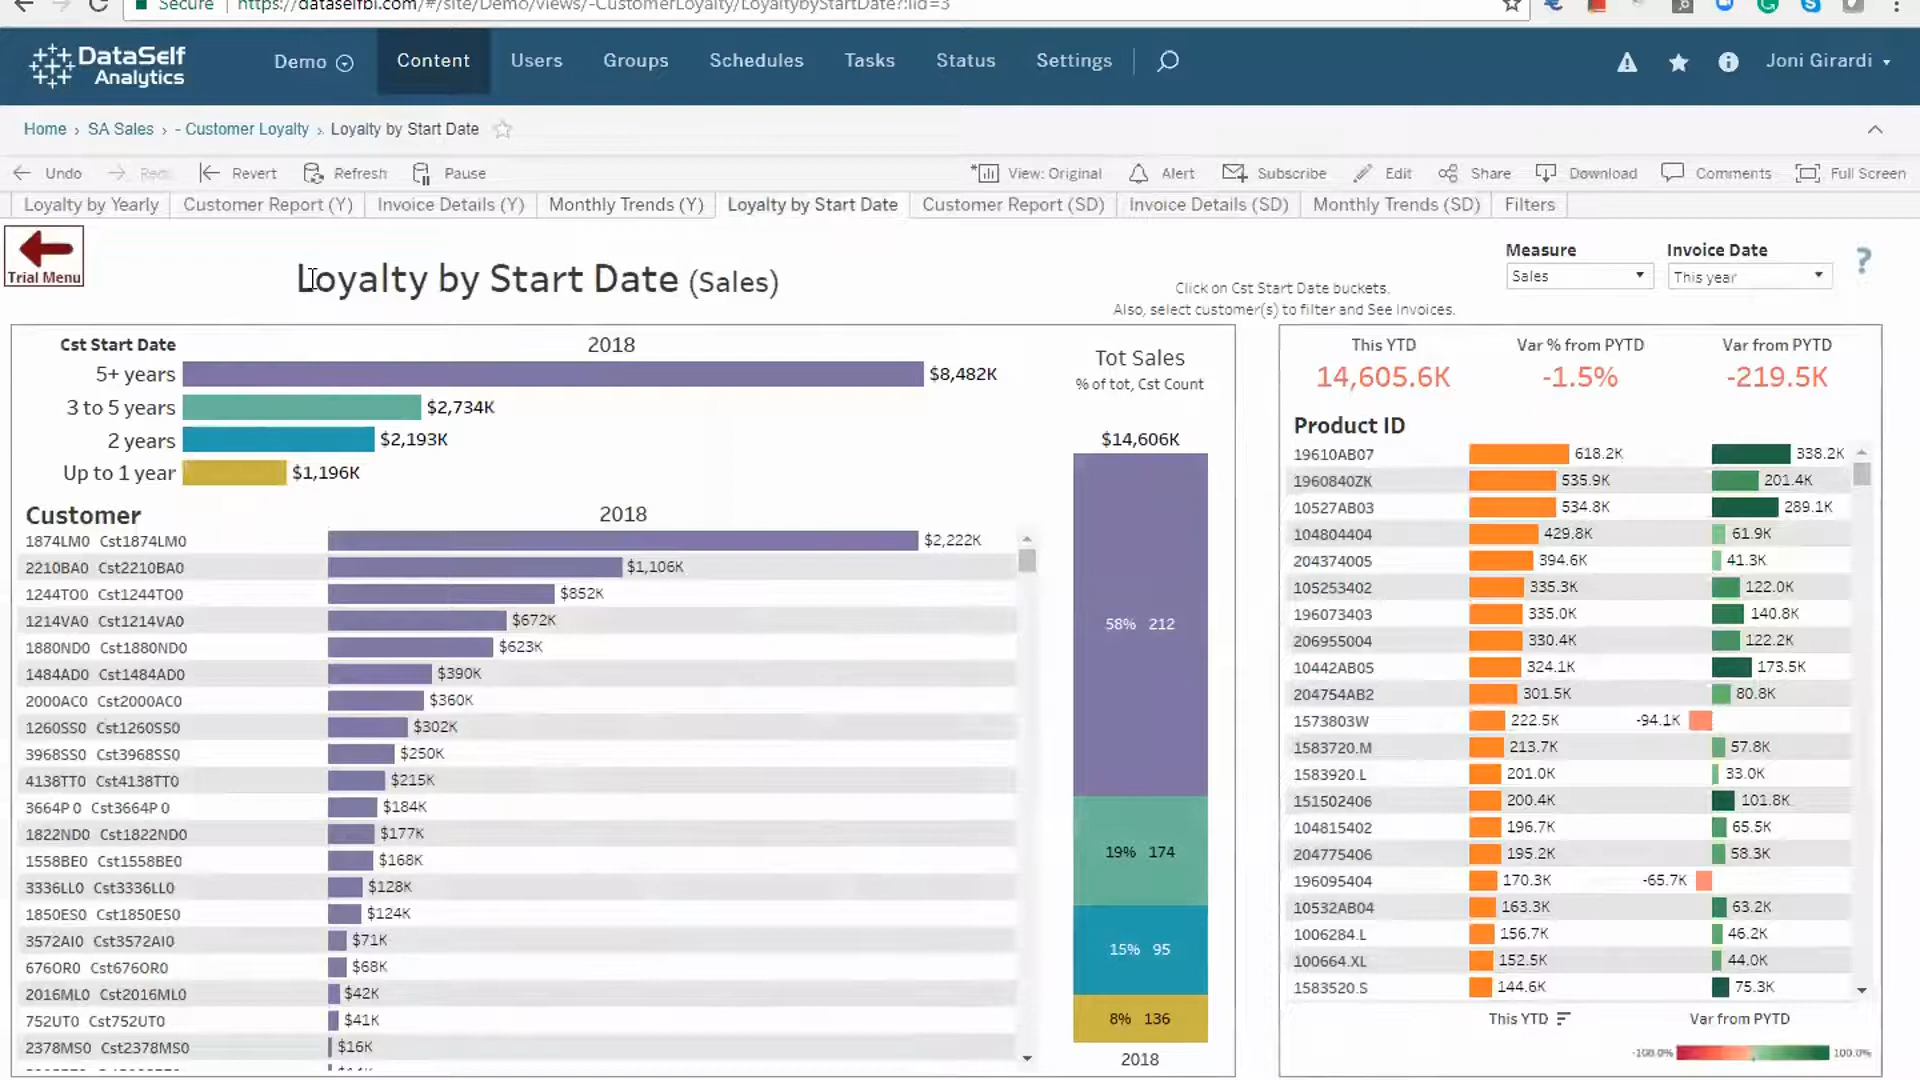 Secure https://dataselfbi.com/#/site/Demo/views/-CustomerLoyalty/LoyaltybyStartDate?:iid=3
DataSelf Analytics
Demo Content Users Groups Schedules Tasks Status Settings Joni Girardi
Home › SA Sales › - Customer Loyalty › Loyalty by Start Date
Undo Revert Refresh Pause View: Original Alert Subscribe Edit Share Download Comments Full Screen
Loyalty by Yearly Customer Report (Y) Invoice Details (Y) Monthly Trends (Y) Loyalty by Start Date Customer Report (SD) Invoice Details (SD) Monthly Trends (SD) Filters
Trial Menu
Loyalty by Start Date (Sales)
Click on Cst Start Date buckets.
Also, select customer(s) to filter and See Invoices.
Measure
Sales
Invoice Date
This year
?
Cst Start Date 2018
5+ years $8,482K
3 to 5 years $2,734K
2 years $2,193K
Up to 1 year $1,196K
Customer 2018
1874LM0 Cst1874LM0 $2,222K
2210BA0 Cst2210BA0 $1,106K
1244TO0 Cst1244TO0 $852K
1214VA0 Cst1214VA0 $672K
1880ND0 Cst1880ND0 $623K
1484AD0 Cst1484AD0 $390K
2000AC0 Cst2000AC0 $360K
1260SS0 Cst1260SS0 $302K
3968SS0 Cst3968SS0 $250K
4138TT0 Cst4138TT0 $215K
3664P 0 Cst3664P 0 $184K
1822ND0 Cst1822ND0 $177K
1558BE0 Cst1558BE0 $168K
3336LL0 Cst3336LL0 $128K
1850ES0 Cst1850ES0 $124K
3572AI0 Cst3572AI0 $71K
676OR0 Cst676OR0 $68K
2016ML0 Cst2016ML0 $42K
752UT0 Cst752UT0 $41K
2378MS0 Cst2378MS0 $16K
Tot Sales
% of tot, Cst Count
$14,606K
58% 212
19% 174
15% 95
8% 136
2018
This YTD Var % from PYTD Var from PYTD
14,605.6K -1.5% -219.5K
Product ID
19610AB07 618.2K 338.2K
1960840ZK 535.9K 201.4K
10527AB03 534.8K 289.1K
104804404 429.8K 61.9K
204374005 394.6K 41.3K
105253402 335.3K 122.0K
196073403 335.0K 140.8K
206955004 330.4K 122.2K
10442AB05 324.1K 173.5K
204754AB2 301.5K 80.8K
1573803W 222.5K -94.1K
1583720.M 213.7K 57.8K
1583920.L 201.0K 33.0K
151502406 200.4K 101.8K
104815402 196.7K 65.5K
204775406 195.2K 58.3K
196095404 170.3K -65.7K
10532AB04 163.3K 63.2K
1006284.L 156.7K 46.2K
100664.XL 152.5K 44.0K
1583520.S 144.6K 75.3K
This YTD Var from PYTD
-100.0% 100.0%